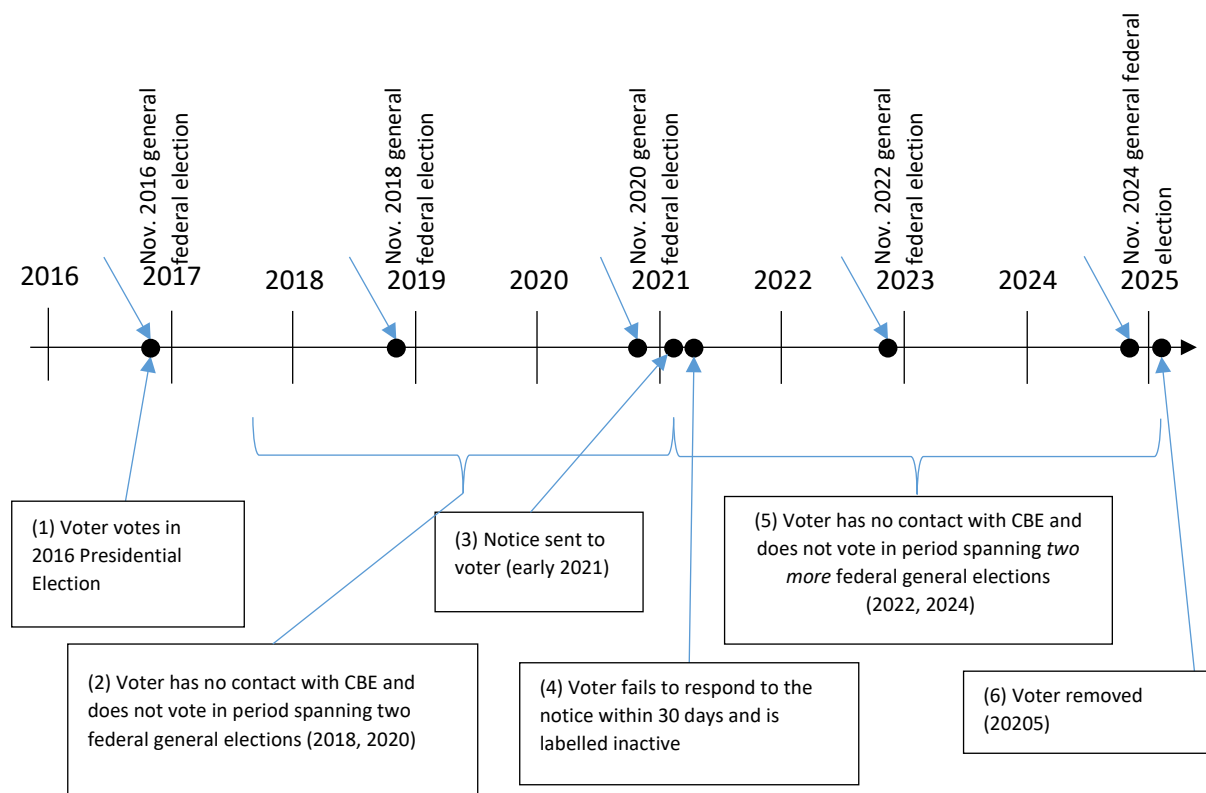 Nov. 2016 general
federal election
Nov. 2018 general
federal election
Nov. 2020 general
federal election
Nov. 2022 general
federal election
Nov. 2024 general federal
election
2016
2017
2018
2019
2020
2021
2022
2023
2024
2025
(1) Voter votes in
2016 Presidential
Election
(2) Voter has no contact with CBE and
does not vote in period spanning two
federal general elections (2018, 2020)
(3) Notice sent to
voter (early 2021)
(4) Voter fails to respond to the
notice within 30 days and is
labelled inactive
(5) Voter has no contact with CBE and
does not vote in period spanning two
more federal general elections
(2022, 2024)
(6) Voter removed
(20205)